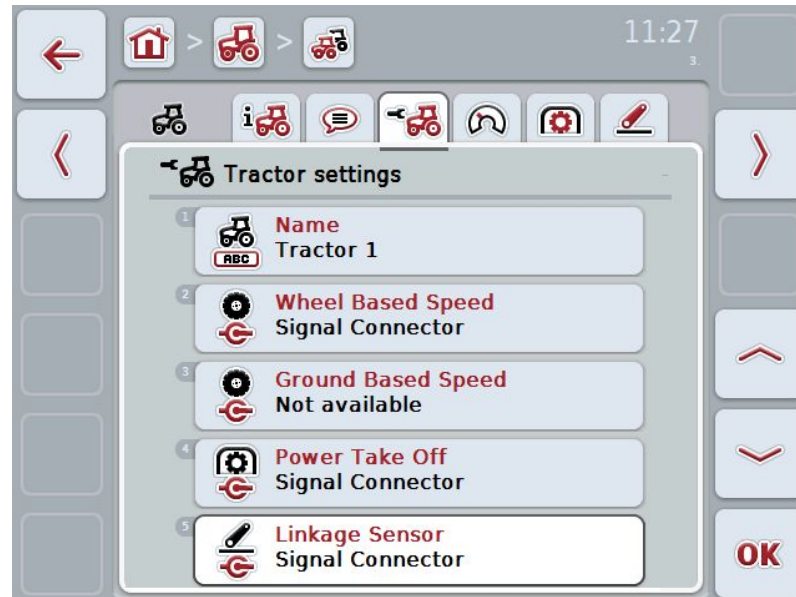 11:27
3.
i
Tractor settings
1
Name
Tractor 1
ABC
2
Wheel Based Speed
Signal Connector
3
Ground Based Speed
Not available
4
Power Take Off
Signal Connector
5
Linkage Sensor
Signal Connector
OK